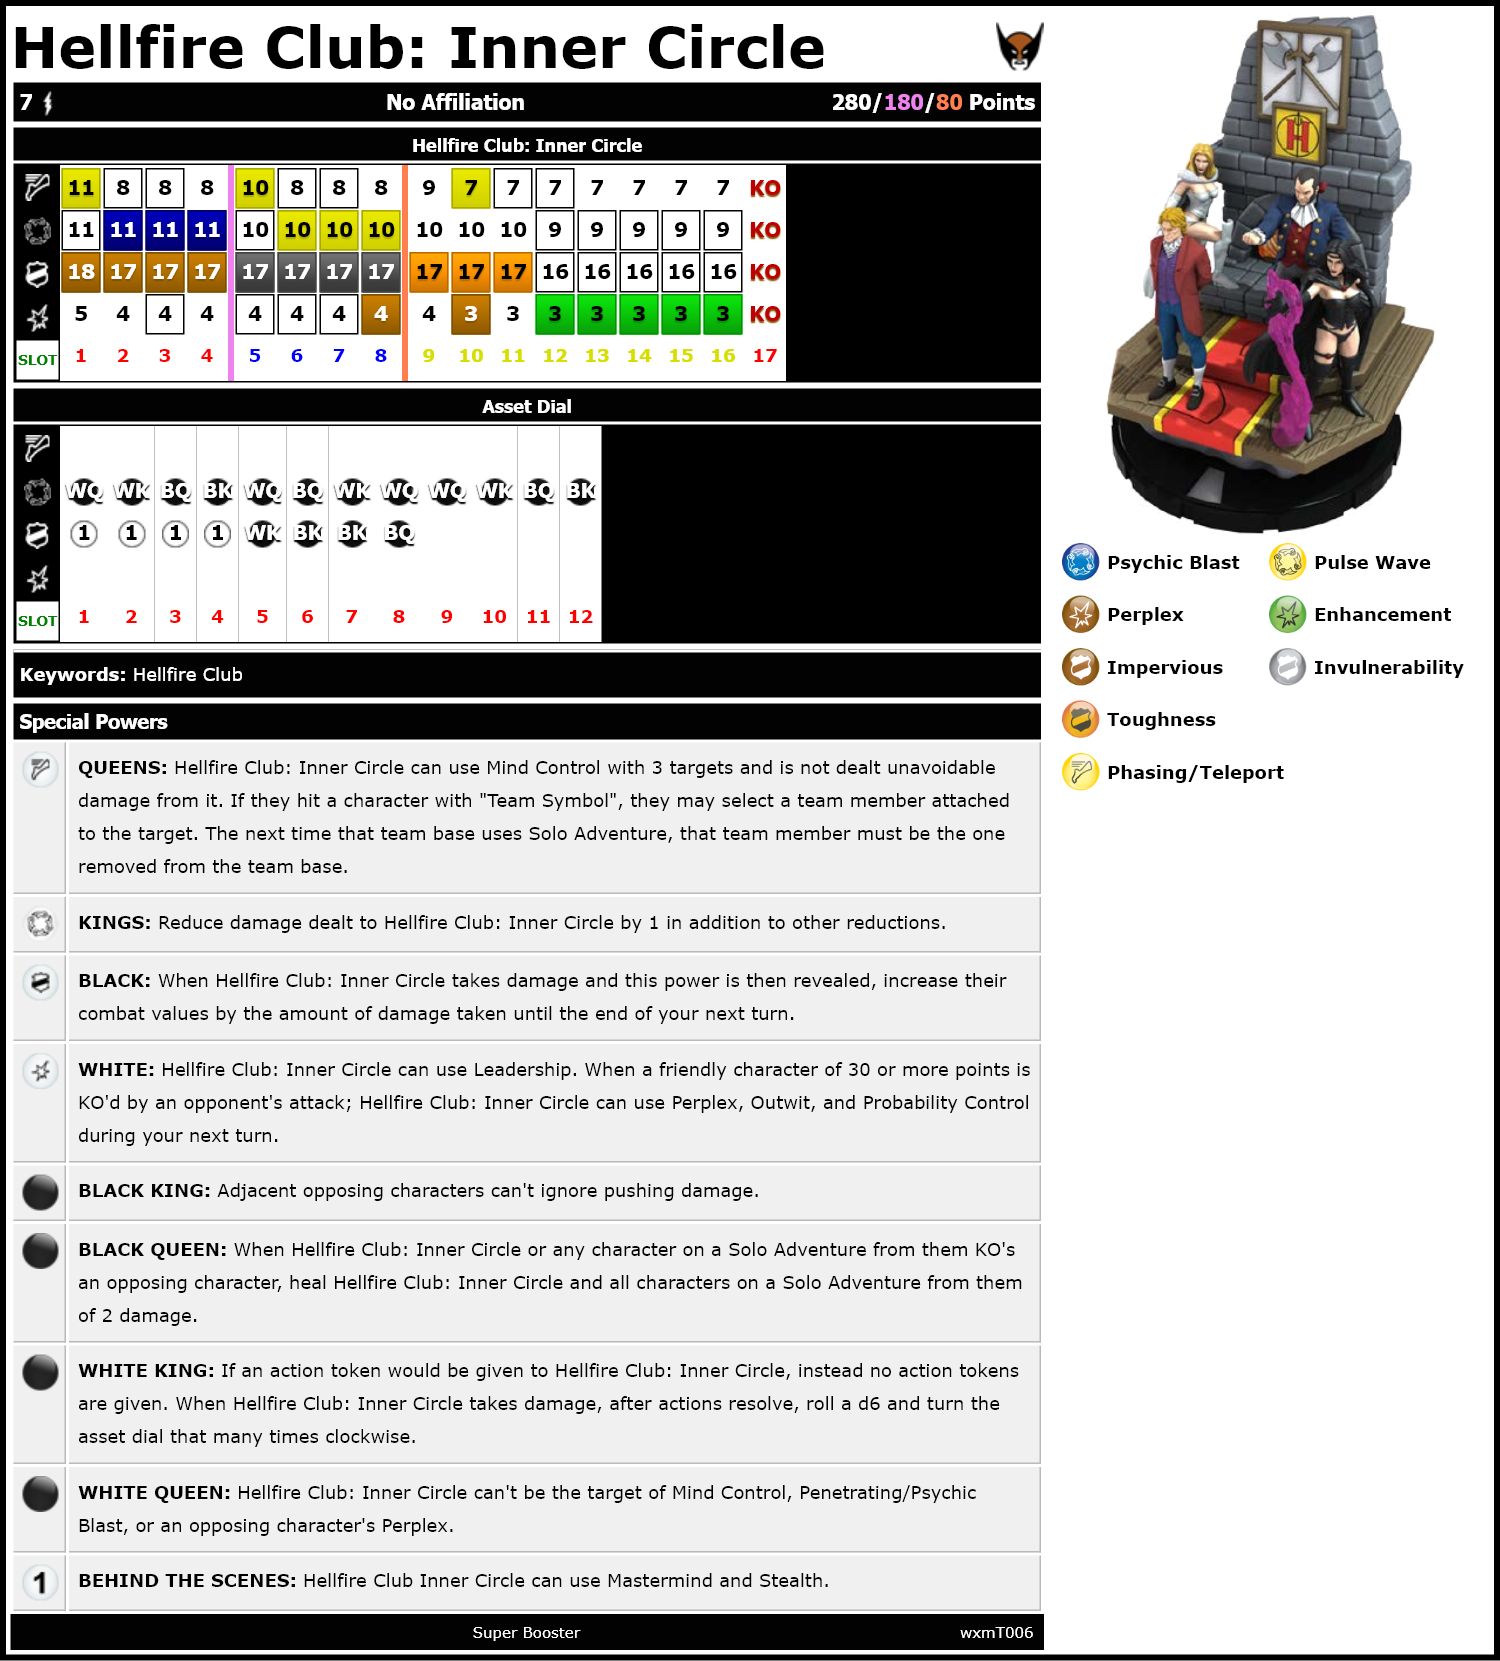 Hellfire Club: Inner Circle
7 No Affiliation 280/180/80 Points
Hellfire Club: Inner Circle
11 8 8 8 10 8 8 8 9 7 7 7 7 7 7 7 KO
11 11 11 11 10 10 10 10 10 10 10 9 9 9 9 9 KO
18 17 17 17 17 17 17 17 17 17 17 16 16 16 16 16 KO
5 4 4 4 4 4 4 4 4 3 3 3 3 3 3 3 KO
SLOT 1 2 3 4 5 6 7 8 9 10 11 12 13 14 15 16 17
Asset Dial
WQ WK BQ BK WQ BQ WK WQ WQ WK BQ BK
1 1 1 1 WK BK BK BQ
SLOT 1 2 3 4 5 6 7 8 9 10 11 12
Keywords: Hellfire Club
Special Powers
QUEENS: Hellfire Club: Inner Circle can use Mind Control with 3 targets and is not dealt unavoidable
damage from it. If they hit a character with "Team Symbol", they may select a team member attached
to the target. The next time that team base uses Solo Adventure, that team member must be the one
removed from the team base.
KINGS: Reduce damage dealt to Hellfire Club: Inner Circle by 1 in addition to other reductions.
BLACK: When Hellfire Club: Inner Circle takes damage and this power is then revealed, increase their
combat values by the amount of damage taken until the end of your next turn.
WHITE: Hellfire Club: Inner Circle can use Leadership. When a friendly character of 30 or more points is
KO'd by an opponent's attack; Hellfire Club: Inner Circle can use Perplex, Outwit, and Probability Control
during your next turn.
BLACK KING: Adjacent opposing characters can't ignore pushing damage.
BLACK QUEEN: When Hellfire Club: Inner Circle or any character on a Solo Adventure from them KO's
an opposing character, heal Hellfire Club: Inner Circle and all characters on a Solo Adventure from them
of 2 damage.
WHITE KING: If an action token would be given to Hellfire Club: Inner Circle, instead no action tokens
are given. When Hellfire Club: Inner Circle takes damage, after actions resolve, roll a d6 and turn the
asset dial that many times clockwise.
WHITE QUEEN: Hellfire Club: Inner Circle can't be the target of Mind Control, Penetrating/Psychic
Blast, or an opposing character's Perplex.
1 BEHIND THE SCENES: Hellfire Club Inner Circle can use Mastermind and Stealth.
Super Booster wxmT006
H
Psychic Blast Pulse Wave
Perplex Enhancement
Impervious Invulnerability
Toughness
Phasing/Teleport